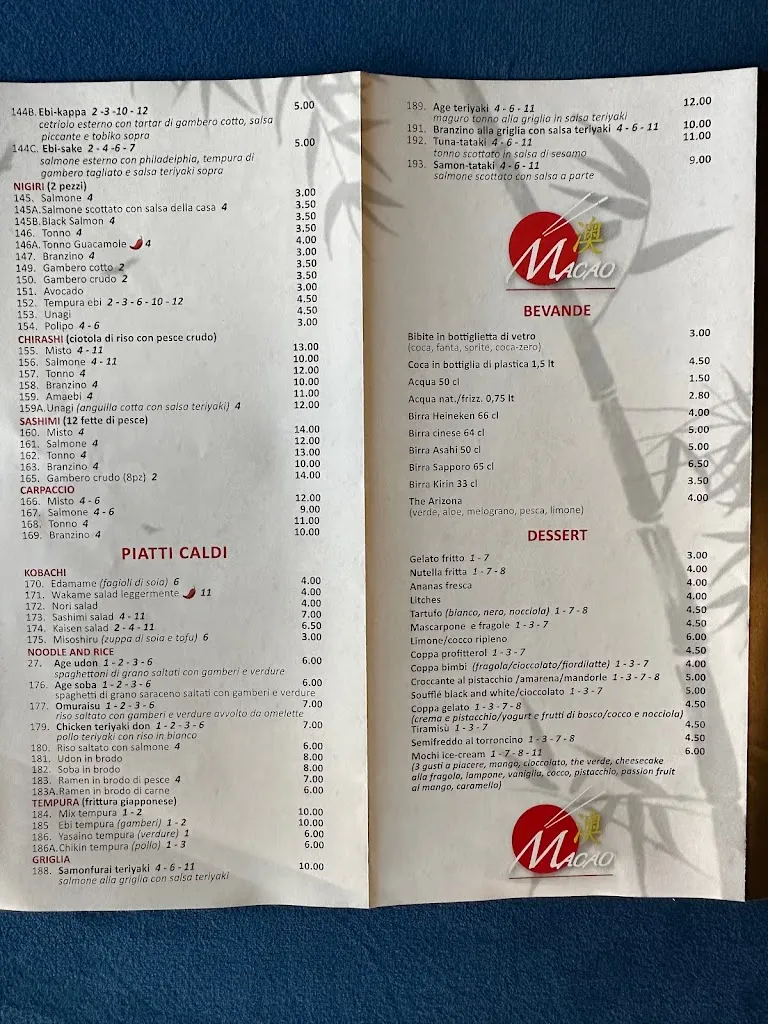 144B. Ebi-kappa 2 -3 -10 - 12 5.00
cetriolo esterno con tartar di gambero cotto, salsa
piccante e tobiko sopra
144C. Ebi-sake 2 - 4 -6 - 7 5.00
salmone esterno con philadelphia, tempura di
gambero tagliato e salsa teriyaki sopra
NIGIRI (2 pezzi)
145. Salmone 4 3.00
145A. Salmone scottato con salsa della casa 4 3.50
145B. Black Salmon 4 3.50
146. Tonno 4 3.50
146A. Tonno Guacamole 4 4.00
147. Branzino 4 3.00
149. Gambero cotto 2 3.50
150. Gambero crudo 2 3.50
151. Avocado 3.00
152. Tempura ebi 2 - 3 - 6 - 10 - 12 4.50
153. Unagi 4.50
154. Polipo 4 - 6 3.00
CHIRASHI (ciotola di riso con pesce crudo)
155. Misto 4 - 11 13.00
156. Salmone 4 - 11 10.00
157. Tonno 4 12.00
158. Branzino 4 10.00
159. Amaebi 4 11.00
159A. Unagi (anguilla cotta con salsa teriyaki) 4 12.00
SASHIMI (12 fette di pesce)
160. Misto 4 14.00
161. Salmone 4 12.00
162. Tonno 4 13.00
163. Branzino 4 10.00
165. Gambero crudo (8pz) 2 14.00
CARPACCIO
166. Misto 4 - 6 12.00
167. Salmone 4 - 6 9.00
168. Tonno 4 11.00
169. Branzino 4 10.00
PIATTI CALDI
KOBACHI
170. Edamame (fagioli di soia) 6 4.00
171. Wakame salad leggermente 11 4.00
172. Nori salad 4.00
173. Sashimi salad 4 - 11 7.00
174. Kaisen salad 2 - 4 - 11 6.50
175. Misoshiru (zuppa di soia e tofu) 6 3.00
NOODLE AND RICE
27. Age udon 1 - 2 - 3 - 6 6.00
spaghettoni di grano saltati con gamberi e verdure
176. Age soba 1 - 2 - 3 - 6 6.00
spaghetti di grano saraceno saltati con gamberi e verdure
177. Omuraisu 1 - 2 - 3 - 6 7.00
riso saltato con gamberi e verdure avvolto da omelette
179. Chicken teriyaki don 1 - 2 - 3 - 6 7.00
pollo teriyaki con riso in bianco
180. Riso saltato con salmone 4 6.00
181. Udon in brodo 8.00
182. Soba in brodo 8.00
183. Ramen in brodo di pesce 4 7.00
183A. Ramen in brodo di carne 6.00
TEMPURA (frittura giapponese)
184. Mix tempura 1 - 2 10.00
185 Ebi tempura (gamberi) 1 - 2 10.00
186. Yasaino tempura (verdure) 1 6.00
186A. Chikin tempura (pollo) 1 - 3 6.00
GRIGLIA
188. Samonfurai teriyaki 4 - 6 - 11 10.00
salmone alla griglia con salsa teriyaki
189. Age teriyaki 4 - 6 - 11 12.00
maguro tonno alla griglia in salsa teriyaki
191. Branzino alla griglia con salsa teriyaki 4 - 6 - 11 10.00
192. Tuna-tataki 4 - 6 - 11 11.00
tonno scottato in salsa di sesamo
193. Samon-tataki 4 - 6 - 11 9.00
salmone scottato con salsa a parte
澳
MACAO
BEVANDE
Bibite in bottiglietta di vetro 3.00
(coca, fanta, sprite, coca-zero)
Coca in bottiglia di plastica 1,5 lt 4.50
Acqua 50 cl 1.50
Acqua nat./frizz. 0,75 lt 2.80
Birra Heineken 66 cl 4.00
Birra cinese 64 cl 5.00
Birra Asahi 50 cl 5.00
Birra Sapporo 65 cl 6.50
Birra Kirin 33 cl 3.50
The Arizona 4.00
(verde, aloe, melograno, pesca, limone)
DESSERT
Gelato fritto 1 - 7 3.00
Nutella fritta 1 - 7 - 8 4.00
Ananas fresca 4.00
Litches 4.00
Tartufo (bianco, nero, nocciola) 1 - 7 - 8 4.50
Mascarpone e fragole 1 - 3 - 7 4.50
Limone/cocco ripieno 6.00
Coppa profitterol 1 - 3 - 7 4.50
Coppa bimbi (fragola/cioccolato/fiordilatte) 1 - 3 - 7 4.00
Croccante al pistacchio /amarena/mandorle 1 - 3 - 7 - 8 5.00
Soufflé black and white/cioccolato 1 - 3 - 7 5.00
Coppa gelato 1 - 3 - 7 - 8 4.50
(crema e pistacchio/yogurt e frutti di bosco/cocco e nocciola)
Tiramisù 1 - 3 - 7 4.50
Semifreddo al torroncino 1 - 3 - 7 - 8 4.50
Mochi ice-cream 1 - 7 - 8 - 11 6.00
(3 gusti a piacere, mango, cioccolato, the verde, cheesecake
alla fragola, lampone, vaniglia, cocco, pistacchio, passion fruit
al mango, caramello)
澳
MACAO